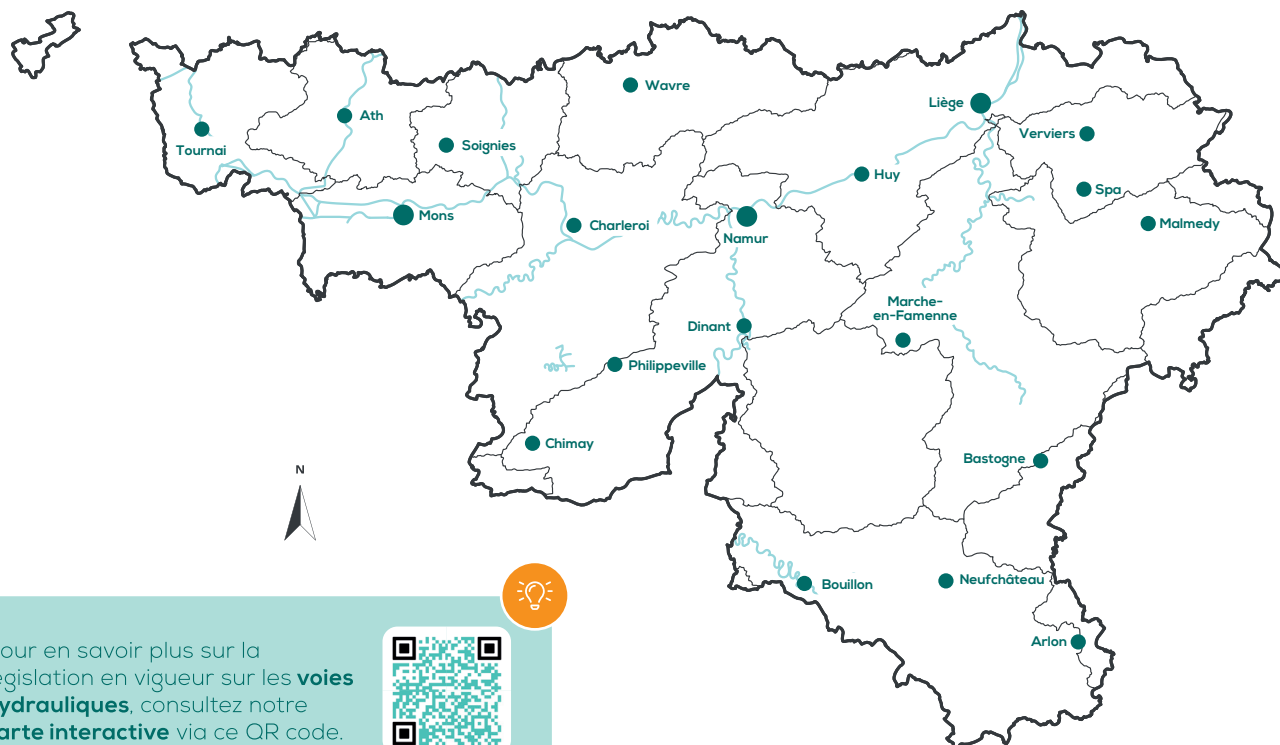 Wavre
Liège
Ath
Verviers
Tournai
Soignies
Huy
Spa
Mons
Charleroi
Malmedy
Namur
Marche-
en-Famenne
Dinant
Philippeville
Chimay
Bastogne
N
Bouillon
Neufchâteau
Arlon
our en savoir plus sur la
égislation en vigueur sur les voies
ydrauliques, consultez notre
arte interactive via ce QR code.